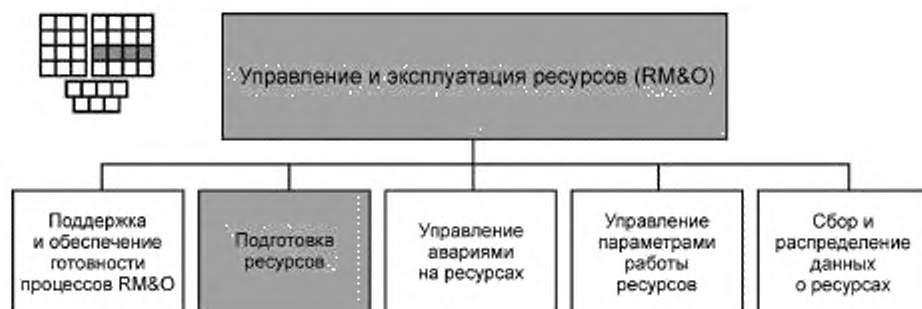 Управление и эксплуатация ресурсов (RM&O)
Поддержка
и обеспечение
готовности
процессов RM&O
Подготовка
ресурсов
Управление
авариями
на ресурсах
Управление
параметрами
работы
ресурсов
Сбор и
распределение
данных
о ресурсах